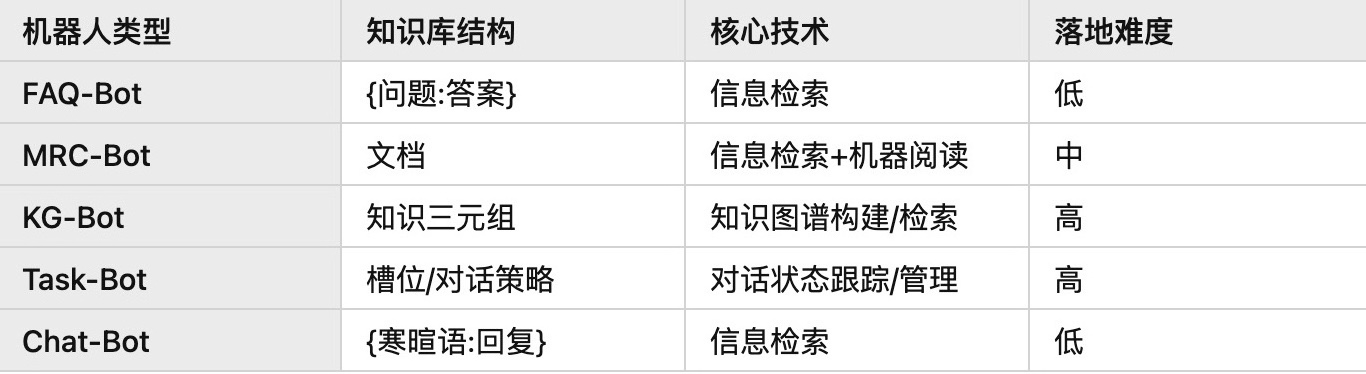 机器人类型 知识库结构 核心技术 落地难度
FAQ-Bot {问题:答案} 信息检索 低
MRC-Bot 文档 信息检索+机器阅读 中
KG-Bot 知识三元组 知识图谱构建/检索 高
Task-Bot 槽位/对话策略 对话状态跟踪/管理 高
Chat-Bot {寒暄语:回复} 信息检索 低